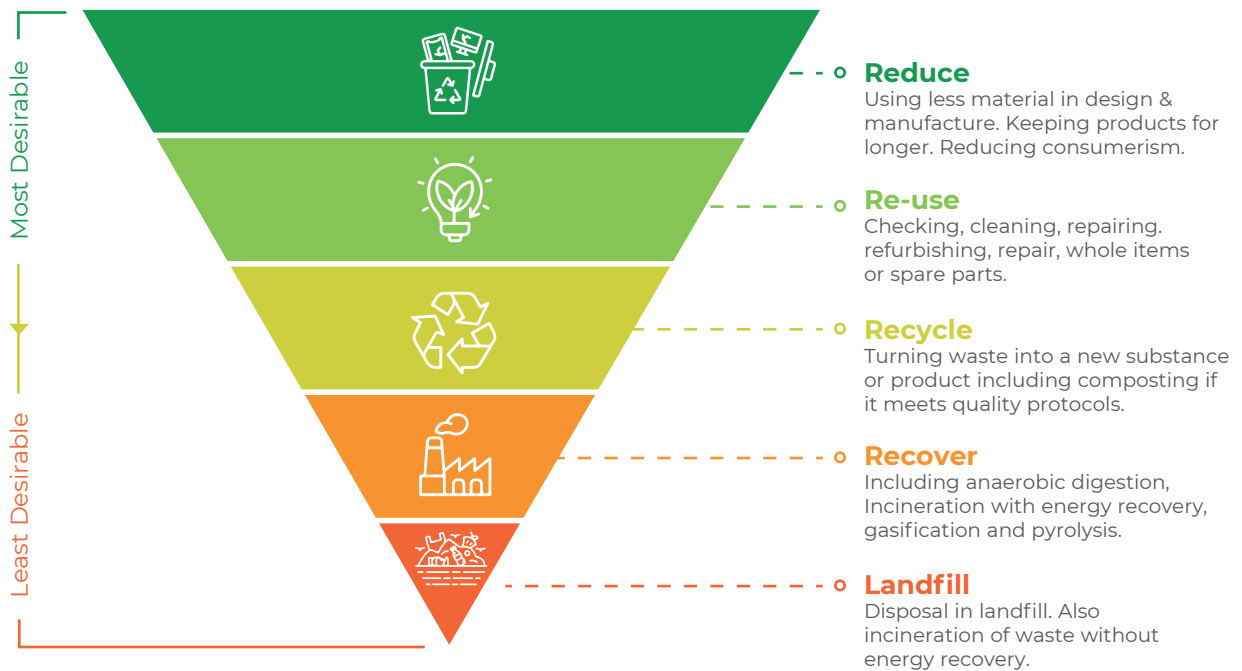 Most Desirable
Least Desirable
Reduce
Using less material in design &
manufacture. Keeping products for
longer. Reducing consumerism.
Re-use
Checking, cleaning, repairing.
refurbishing, repair, whole items
or spare parts.
Recycle
Turning waste into a new substance
or product including composting if
it meets quality protocols.
Recover
Including anaerobic digestion,
Incineration with energy recovery,
gasification and pyrolysis.
Landfill
Disposal in landfill. Also
incineration of waste without
energy recovery.